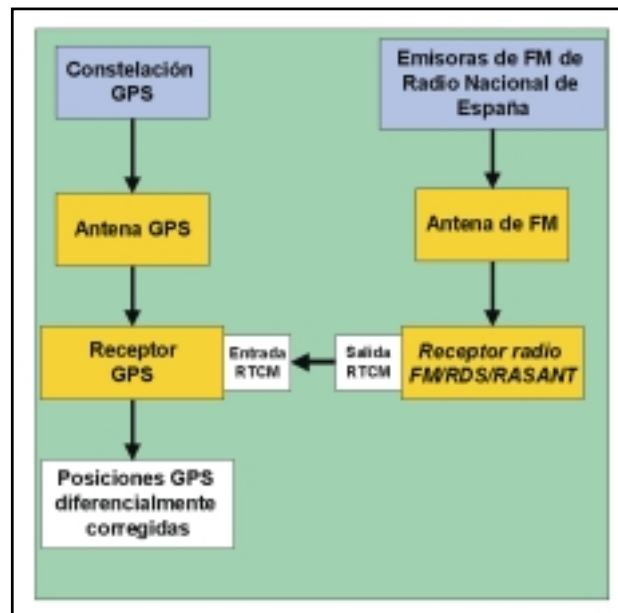 Constelación
GPS
Emisoras de FM de
Radio Nacional de
España
Antena GPS
Antena de FM
Receptor
GPS
Entrada
RTCM
Salida
RTCM
Receptor radio
FM/RDS/RASANT
Posiciones GPS
diferencialmente
corregidas